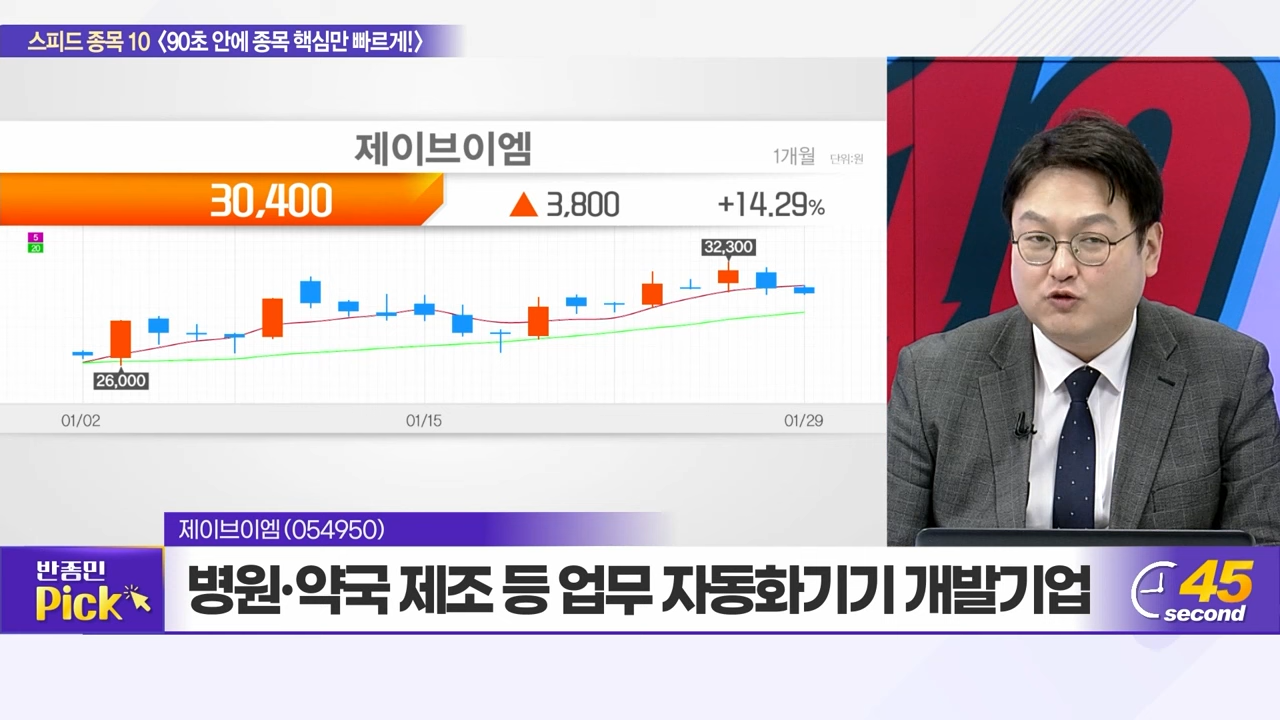 스피드 종목 10 〈90초 안에 종목 핵심만 빠르게!〉
제이브이엠
1개월 단위:원
30,400 ▲ 3,800 +14.29%
5
20
32,300
26,000
01/02 01/15 01/29
제이브이엠(054950)
반종민
Pick
병원·약국 제조 등 업무 자동화기기 개발기업
45
second